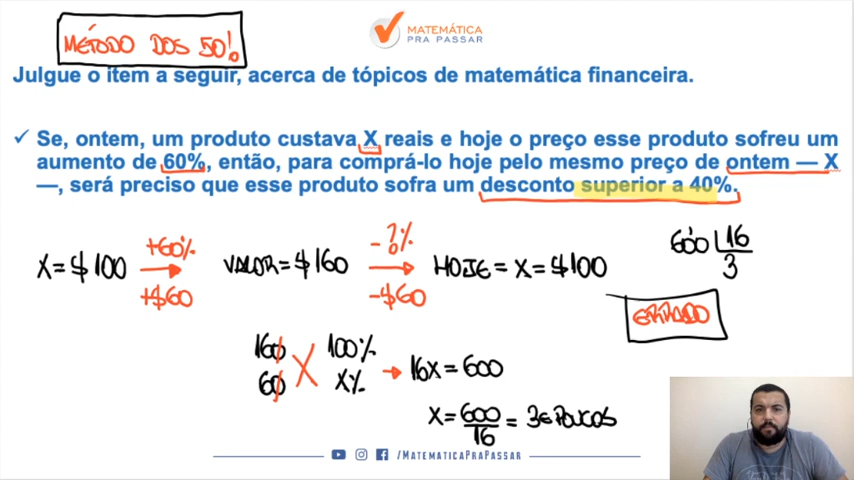 MÉTODO DOS 50!
MATEMÁTICA
PRA PASSAR
Julgue o item a seguir, acerca de tópicos de matemática financeira.
✓ Se, ontem, um produto custava X reais e hoje o preço esse produto sofreu um
aumento de 60%, então, para comprá-lo hoje pelo mesmo preço de ontem — X
—, será preciso que esse produto sofra um desconto superior a 40%.
X = $100 +60% +$60 VALOR = $160 -?% -$60 HOJE = X = $100
600 16
3
ERRADO
160 100%
60 X%
16X = 600
X = 600/16 = 3 E POUCOS
/MATEMATICAPRAPASSAR